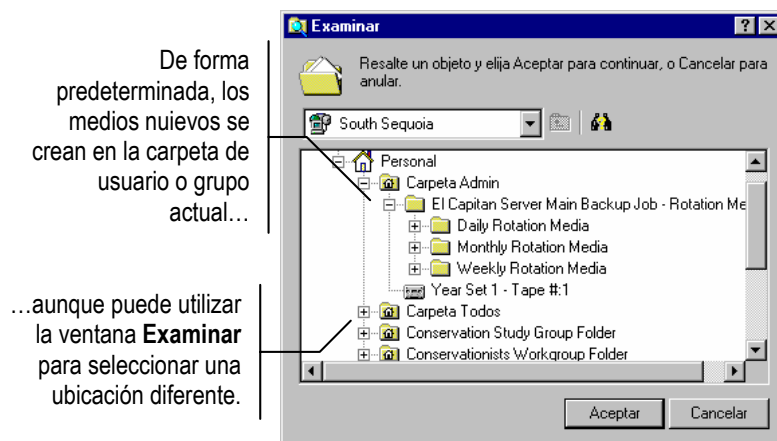 De forma
predeterminada, los
medios nuievos se
crean en la carpeta de
usuario o grupo
actual…
…aunque puede utilizar
la ventana Examinar
para seleccionar una
ubicación diferente.
Examinar
Resalte un objeto y elija Aceptar para continuar, o Cancelar para
anular.
South Sequoia
Personal
Carpeta Admin
El Capitan Server Main Backup Job - Rotation Me
Daily Rotation Media
Monthly Rotation Media
Weekly Rotation Media
Year Set 1 - Tape #:1
Carpeta Todos
Conservation Study Group Folder
Conservationists Workgroup Folder
Aceptar
Cancelar